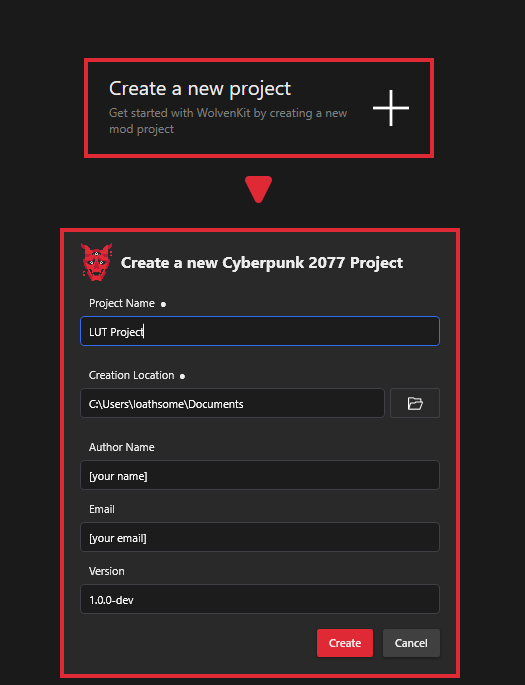 Create a new project
Get started with WolvenKit by creating a new
mod project
Create a new Cyberpunk 2077 Project
Project Name ●
LUT Project
Creation Location ●
C:\Users\loathsome\Documents
Author Name
[your name]
Email
[your email]
Version
1.0.0-dev
Create Cancel